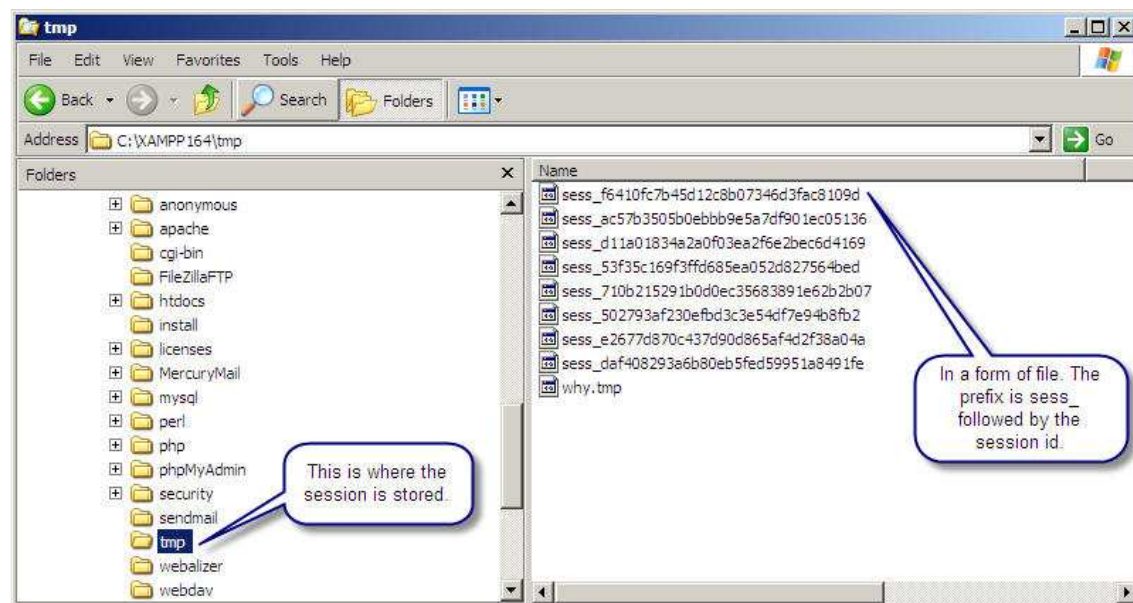 tmp
File Edit View Favorites Tools Help
Back Search Folders
Address C:\XAMPP164\tmp Go
Folders
anonymous
apache
cgi-bin
FileZillaFTP
htdocs
install
licenses
MercuryMail
mysql
perl
php
phpMyAdmin
security
sendmail
tmp
webalizer
webdav
This is where the
session is stored.
Name
sess_f6410fc7b45d12c8b07346d3fac8109d
sess_ac57b3505b0ebbb9e5a7df901ec05136
sess_d11a01834a2a0f03ea2f6e2bec6d4169
sess_53f35c169f3ffd685ea052d827564bed
sess_710b215291b0d0ec35683891e62b2b07
sess_502793af230efbd3c3e54df7e94b8fb2
sess_e2677d870c437d90d865af4d2f38a04a
sess_daf408293a6b80eb5fed59951a8491fe
why.tmp
In a form of file. The
prefix is sess_
followed by the
session id.